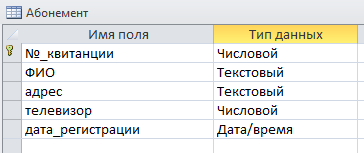 Абонемент
Имя поля Тип данных
№_квитанции Числовой
ФИО Текстовый
адрес Текстовый
телевизор Числовой
дата_регистрации Дата/время